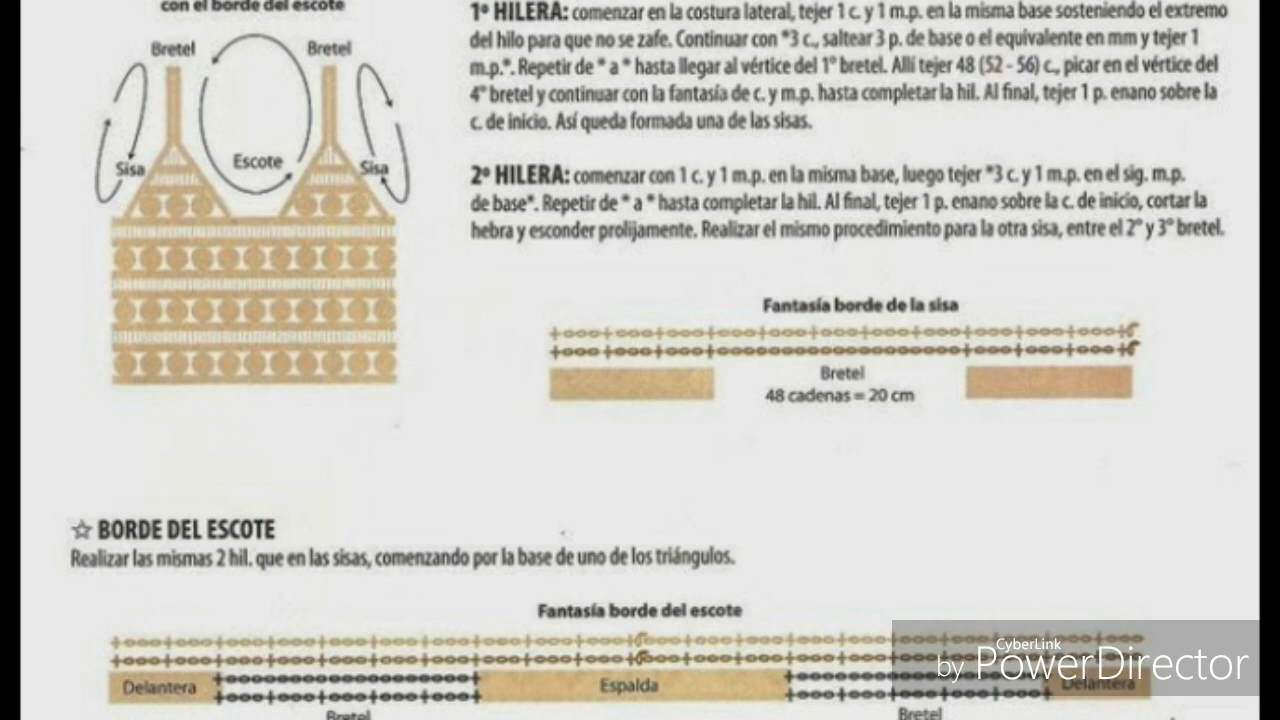 con el borde del escote
Bretel
Bretel
Sisa
Escote
Sisa
1º HILERA: comenzar en la costura lateral, tejer 1 c. y 1 m.p. en la misma base sosteniendo el extremo
del hilo para que no se zafe. Continuar con *3 c., saltear 3 p. de base o el equivalente en mm y tejer 1
m.p.*. Repetir de * a * hasta llegar al vértice del 1º bretel. Allí tejer 48 (52 - 56) c., picar en el vértice del
4º bretel y continuar con la fantasía de c. y m.p. hasta completar la hil. Al final, tejer 1 p. enano sobre la
c. de inicio. Así queda formada una de las sisas.
2º HILERA: comenzar con 1 c. y 1 m.p. en la misma base, luego tejer *3 c. y 1 m.p. en el sig. m.p.
de base*. Repetir de * a * hasta completar la hil. Al final, tejer 1 p. enano sobre la c. de inicio, cortar la
hebra y esconder prolijamente. Realizar el mismo procedimiento para la otra sisa, entre el 2º y 3º bretel.
Fantasía borde de la sisa
Bretel
48 cadenas = 20 cm
☆ BORDE DEL ESCOTE
Realizar las mismas 2 hil. que en las sisas, comenzando por la base de uno de los triángulos.
Fantasía borde del escote
Delantera
Espalda
Delantera
Bretel
Bretel
CyberLink
by PowerDirector